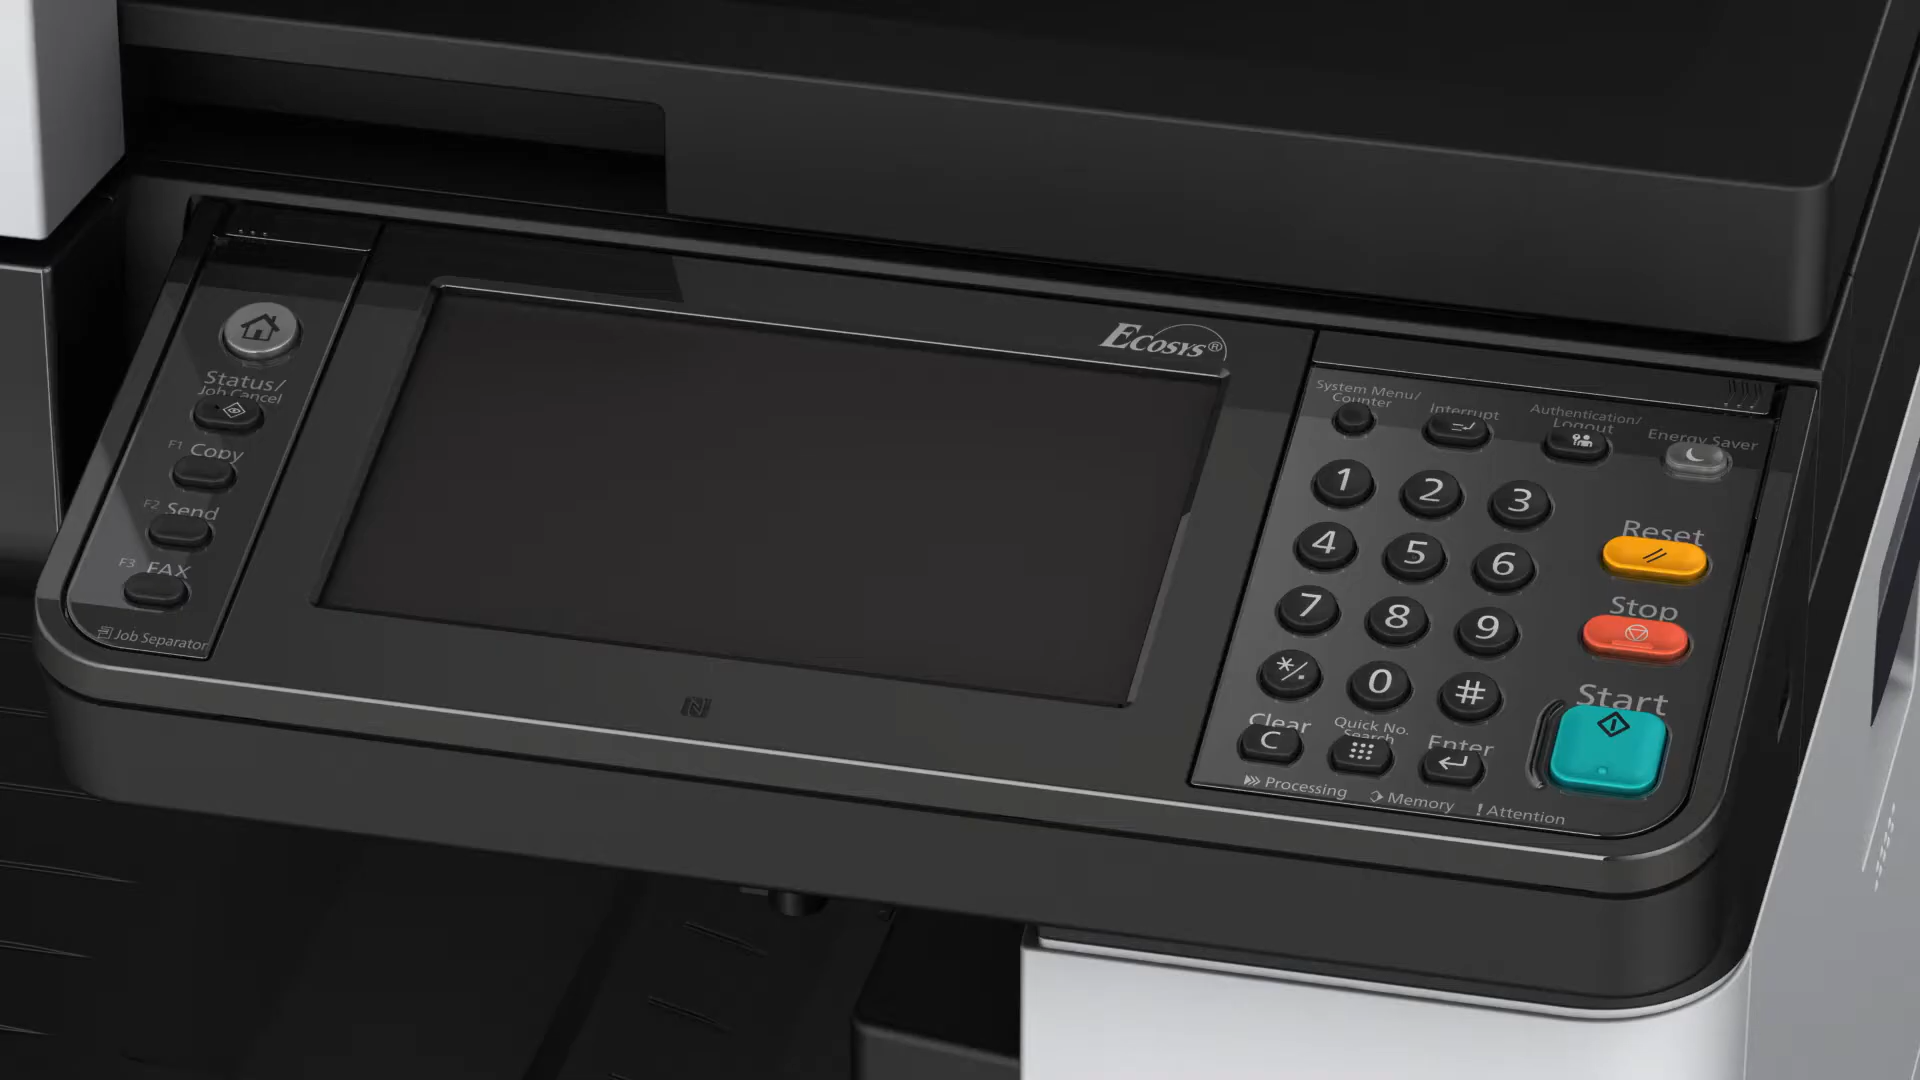 Status/
Job Cancel
F1 Copy
F2 Send
F3 FAX
Job Separator
ECOSYS®
System Menu/
Counter
Interrupt
Authentication/
Logout
Energy Saver
1 2 3
4 5 6
7 8 9
*/. 0 #
Reset
Stop
Start
Clear
C
Quick No.
Search
Enter
Processing
Memory
! Attention